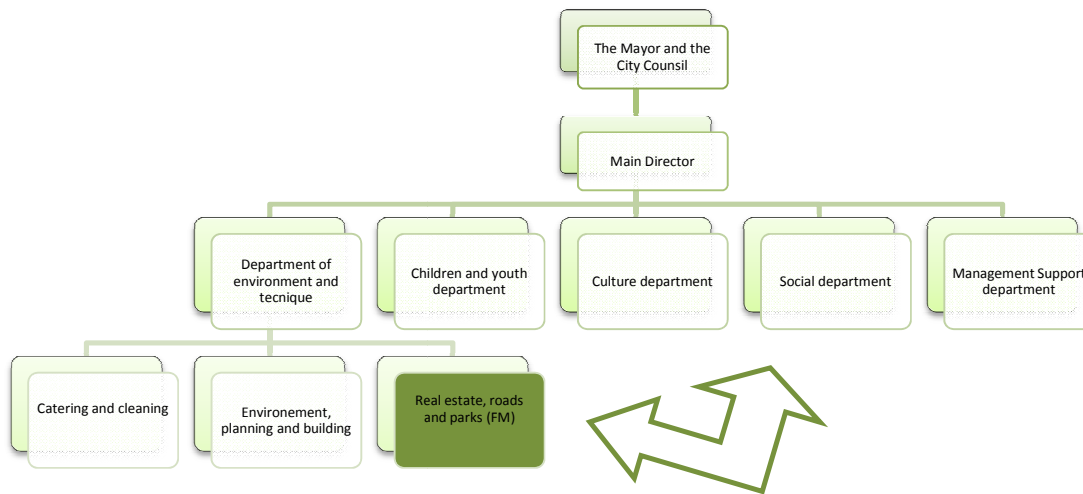 The Mayor and the
City Counsil
Main Director
Department of
environment and
tecnique
Children and youth
department
Culture department
Social department
Management Support
department
Catering and cleaning
Environement,
planning and building
Real estate, roads
and parks (FM)